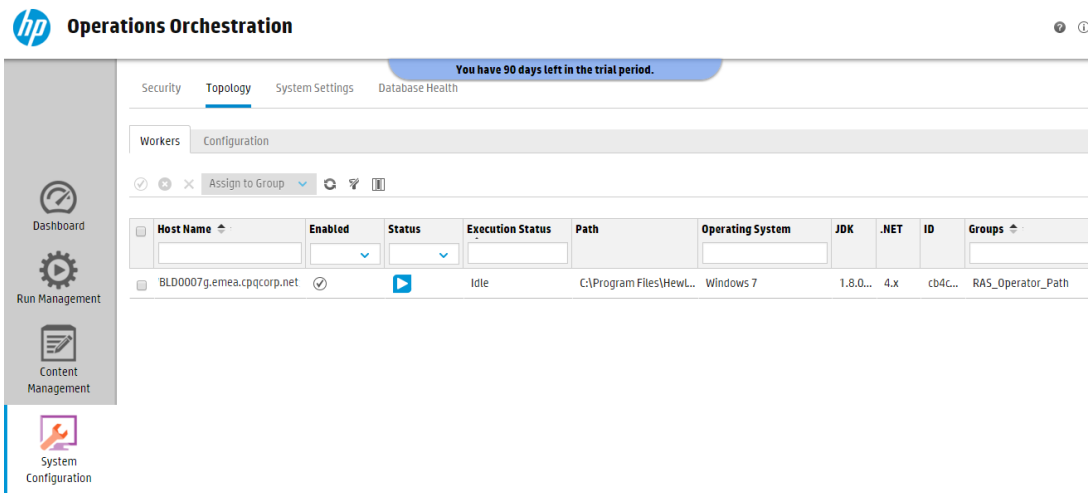 hp Operations Orchestration
You have 90 days left in the trial period.
Security Topology System Settings Database Health
Workers Configuration
Assign to Group
Dashboard
Run Management
Content Management
System Configuration
Host Name Enabled Status Execution Status Path Operating System JDK .NET ID Groups
BLD0007g.emea.cpqcorp.net Idle C:\Program Files\Hewl... Windows 7 1.8.0... 4.x cb4c... RAS_Operator_Path